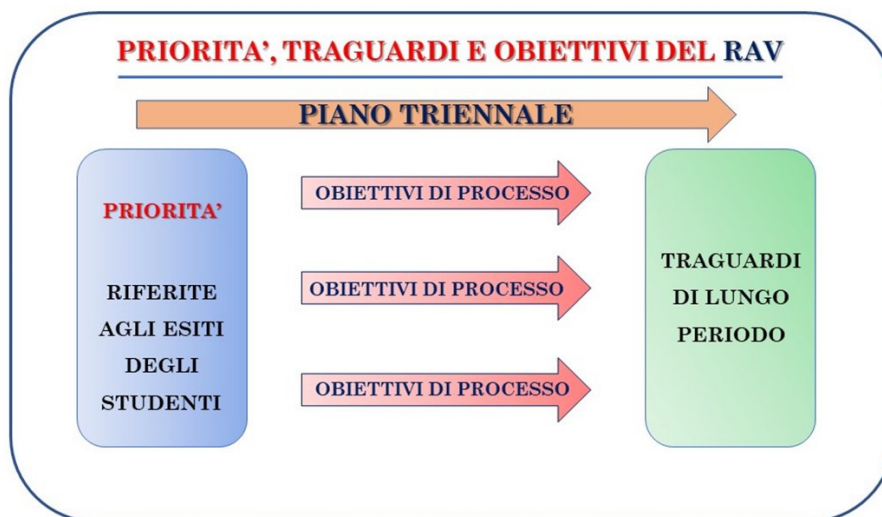 PRIORITA’, TRAGUARDI E OBIETTIVI DEL RAV
PIANO TRIENNALE
PRIORITA’
RIFERITE
AGLI ESITI
DEGLI
STUDENTI
OBIETTIVI DI PROCESSO
OBIETTIVI DI PROCESSO
OBIETTIVI DI PROCESSO
TRAGUARDI
DI LUNGO
PERIODO